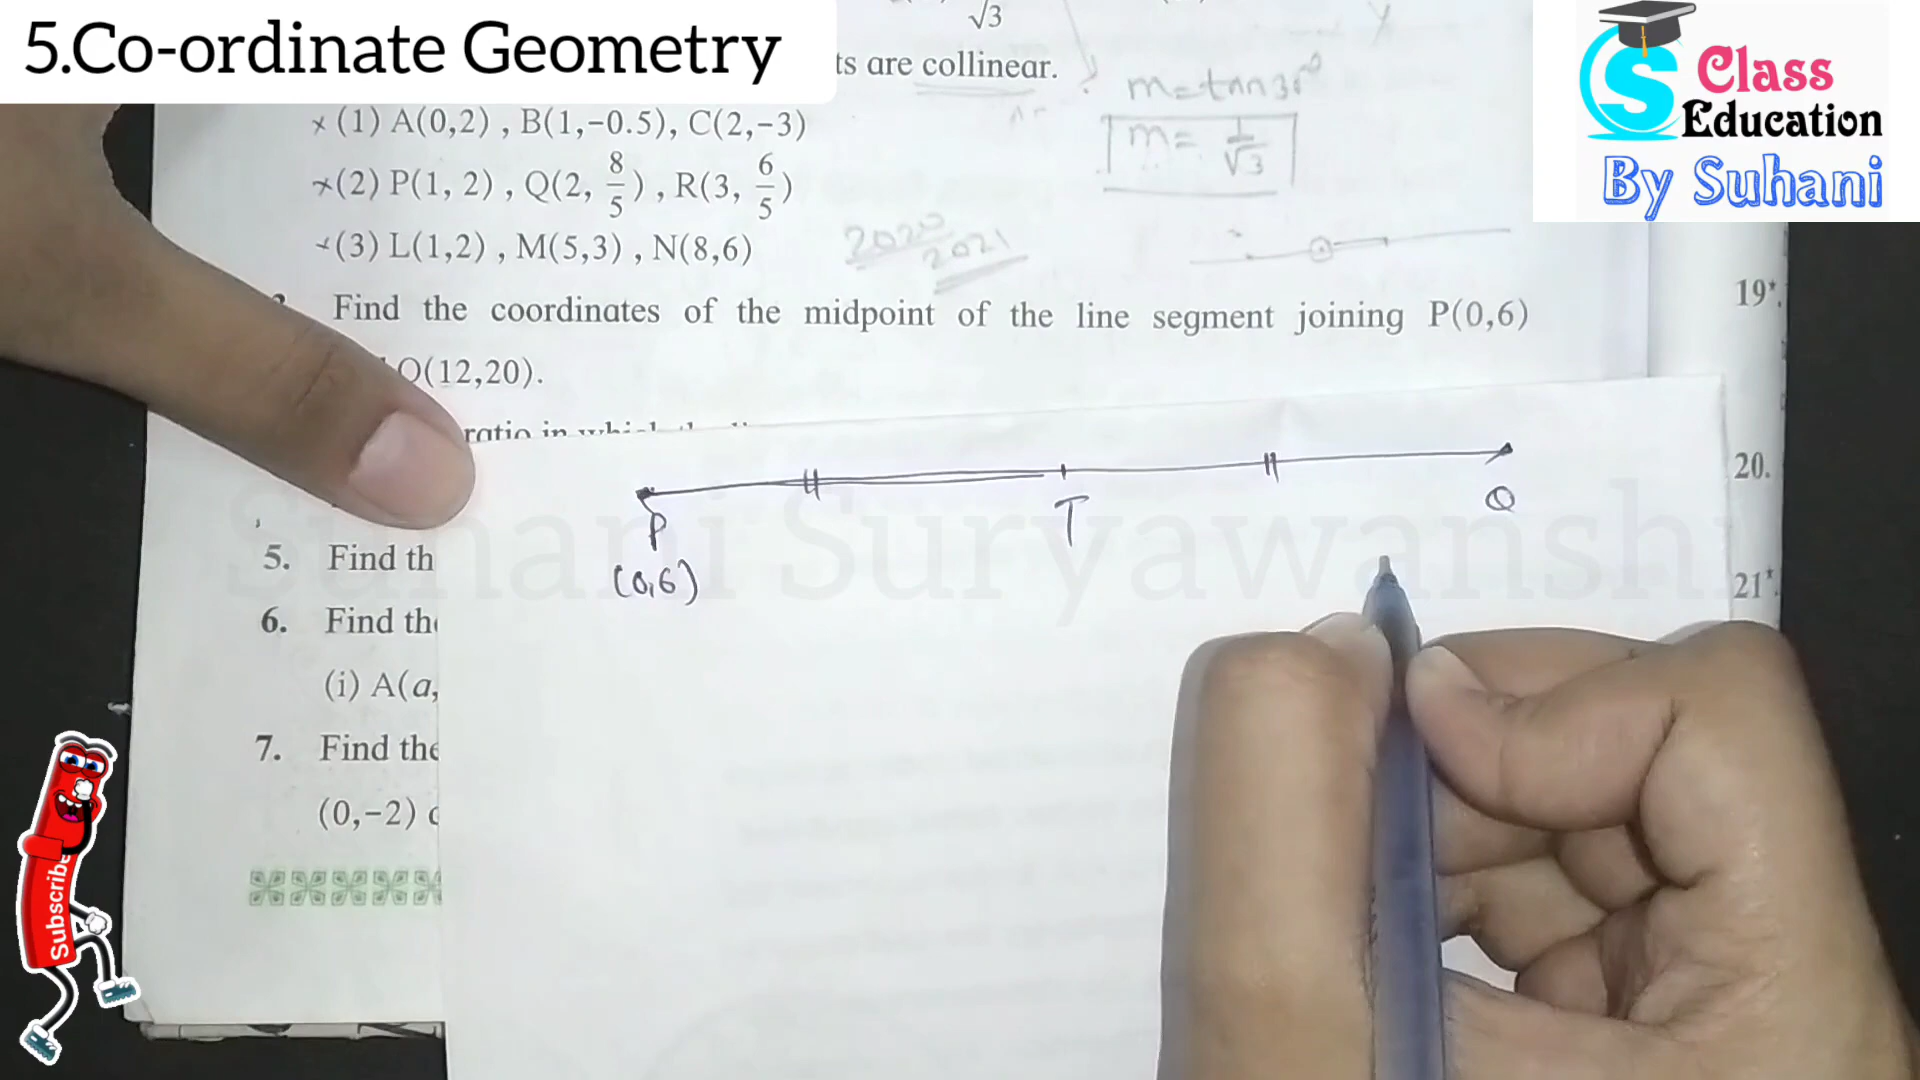 5.Co-ordinate Geometry
√3
ts are collinear.
(1) A(0,2) , B(1,−0.5), C(2,−3)
(2) P(1, 2) , Q(2, 8/5) , R(3, 6/5)
(3) L(1,2) , M(5,3) , N(8,6)
m=tan30°
m= 1/√3
2020
2021
Find the coordinates of the midpoint of the line segment joining P(0,6)
Q(12,20).
ratio in
P T Q
(0,6)
5. Find th
6. Find the
(i) A(a,
7. Find the
(0,−2)
19*.
20.
21*.
S Class
Education
By Suhani
Suhani Suryawanshi
Subscribe